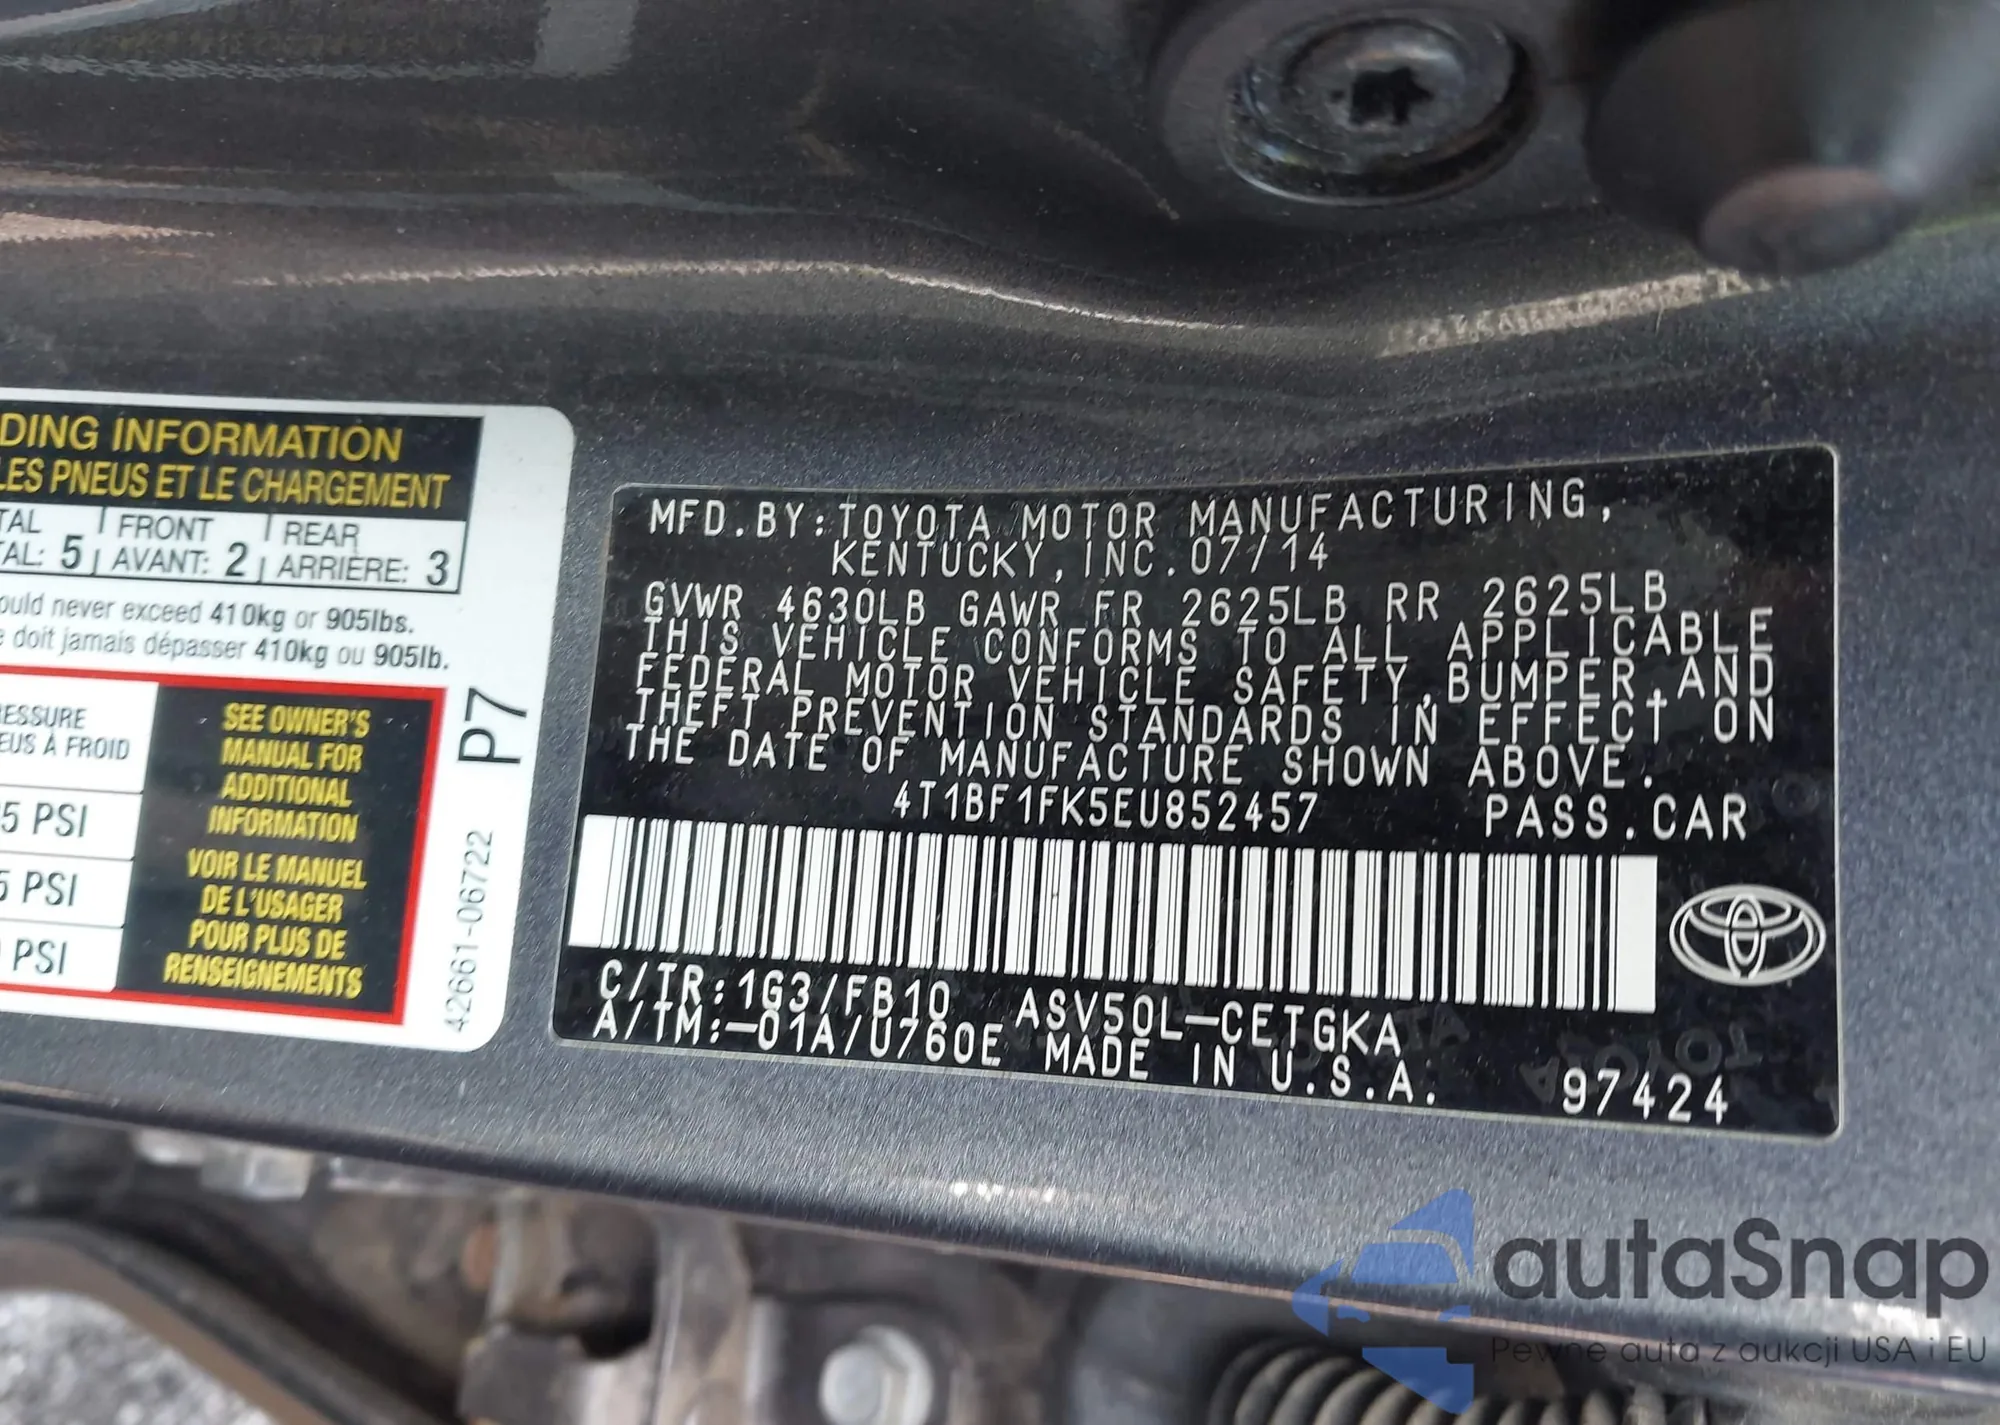 DING INFORMATION
LES PNEUS ET LE CHARGEMENT
TAL FRONT REAR
AL: 5 AVANT: 2 ARRIÈRE: 3
ould never exceed 410kg or 905lbs.
e doit jamais dépasser 410kg ou 905lb.
ESSURE
EUS À FROID
5 PSI
5 PSI
PSI
SEE OWNER'S
MANUAL FOR
ADDITIONAL
INFORMATION
VOIR LE MANUEL
DE L'USAGER
POUR PLUS DE
RENSEIGNEMENTS
P7
42661-06722
MFD.BY:TOYOTA MOTOR MANUFACTURING,
KENTUCKY,INC.07/14
GVWR 4630LB GAWR FR 2625LB RR 2625LB
THIS VEHICLE CONFORMS TO ALL APPLICABLE
FEDERAL MOTOR VEHICLE SAFETY,BUMPER,AND
THEFT PREVENTION STANDARDS IN EFFECT ON
THE DATE OF MANUFACTURE SHOWN ABOVE.
4T1BF1FK5EU852457 PASS.CAR
C/TR:1G3/FB10 ASV50L-CETGKA
A/TM:-01A/U760E MADE IN U.S.A. 97424
autaSnap
Pewne auta z aukcji USA i EU